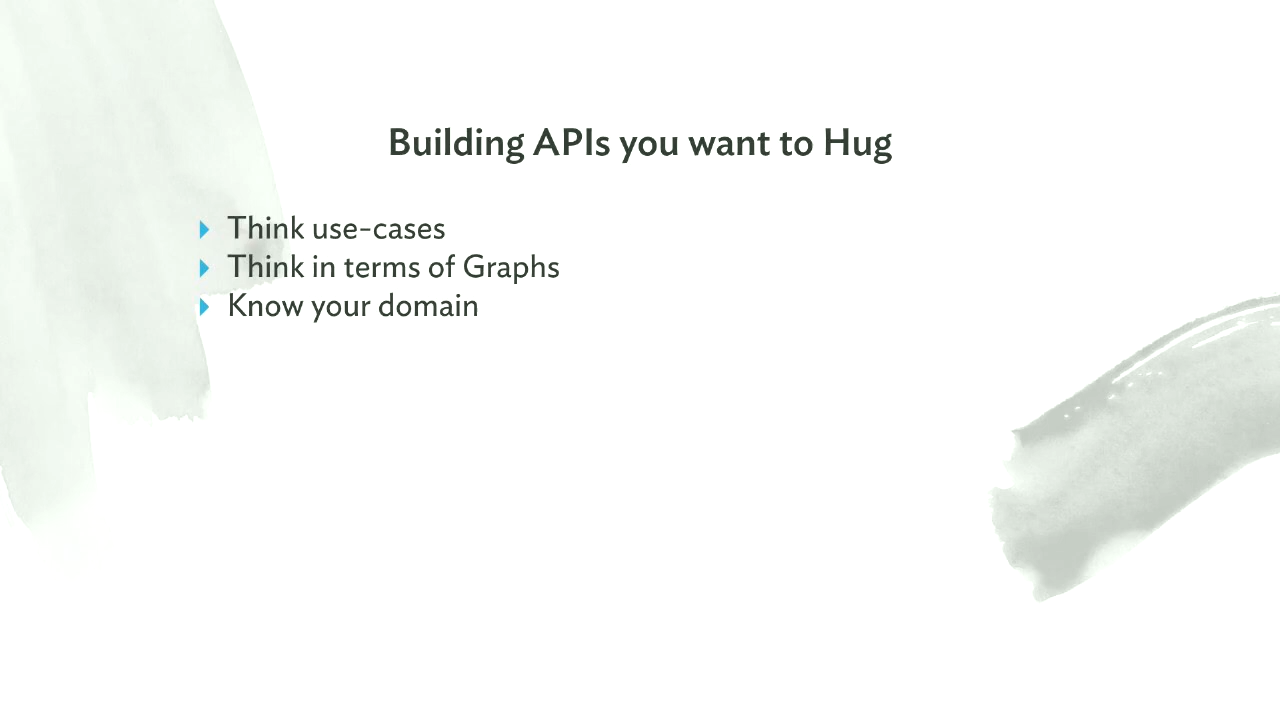 Building APIs you want to Hug
Think use-cases
Think in terms of Graphs
Know your domain